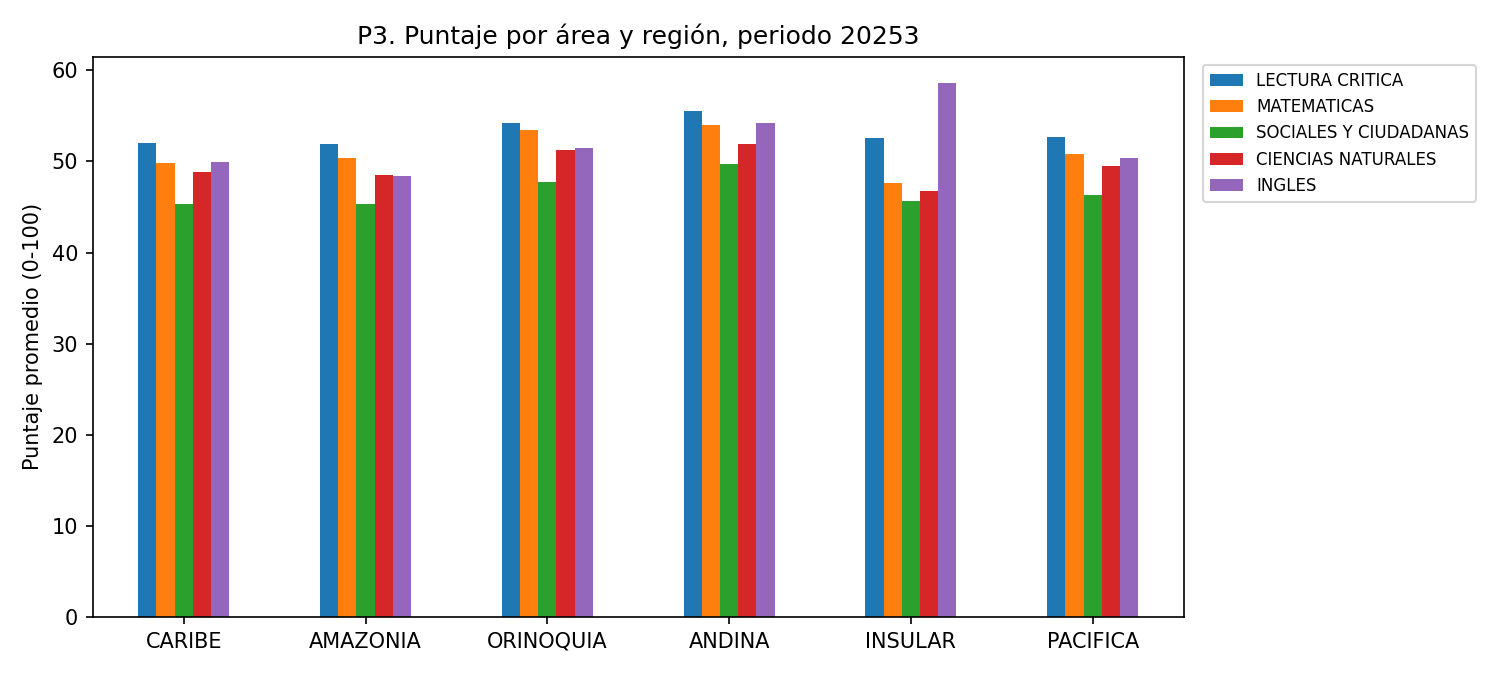 P3. Puntaje por área y región, periodo 20253
Puntaje promedio (0-100)
60
50
40
30
20
10
0
CARIBE
AMAZONIA
ORINOQUIA
ANDINA
INSULAR
PACIFICA
LECTURA CRITICA
MATEMATICAS
SOCIALES Y CIUDADANAS
CIENCIAS NATURALES
INGLES